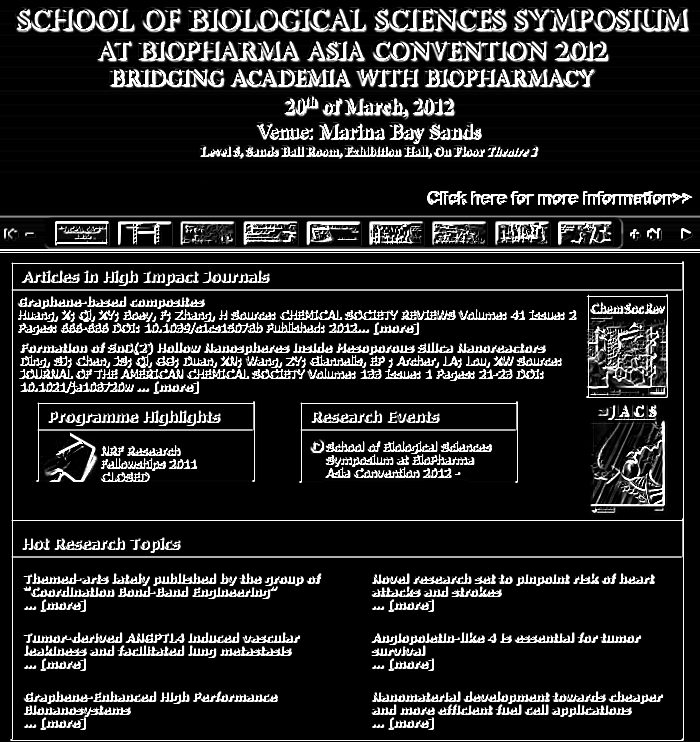 SCHOOL OF BIOLOGICAL SCIENCES SYMPOSIUM
AT BIOPHARMA ASIA CONVENTION 2012
BRIDGING ACADEMIA WITH BIOPHARMACY
20th of March, 2012
Venue: Marina Bay Sands
Level 5, Sands Ball Room, Exhibition Hall, On Floor Theatre 3
Click here for more information>>
Articles in High Impact Journals
Graphene-based composites
Huang, X; Qi, XY; Boey, F; Zhang, H Source: CHEMICAL SOCIETY REVIEWS Volume: 41 Issue: 2
Pages: 666-686 DOI: 10.1039/c1cs15078b Published: 2012... [more]
ChemSocRev
Formation of SnO(2) Hollow Nanospheres inside Mesoporous Silica Nanoreactors
Ding, SJ; Chen, JS; Qi, GG; Duan, XN; Wang, ZY; Giannelis, EP ; Archer, LA; Lou, XW Source:
JOURNAL OF THE AMERICAN CHEMICAL SOCIETY Volume: 133 Issue: 1 Pages: 21-23 DOI:
10.1021/ja108720w ... [more]
JACS
Programme Highlights
NRF Research
Fellowships 2011
CLOSED
Research Events
School of Biological Sciences
Symposium at BioPharma
Asia Convention 2012 -
Hot Research Topics
Themed-arts lately published by the group of
"Coordination Bond-Band Engineering"
... [more]
Novel research set to pinpoint risk of heart
attacks and strokes
... [more]
Tumor-derived ANGPTL4 induced vascular
leakiness and facilitated lung metastasis
... [more]
Angiopoietin-like 4 is essential for tumor
survival
... [more]
Graphene-Enhanced High Performance
Bionanosystems
... [more]
Nanomaterial development towards cheaper
and more efficient fuel cell applications
... [more]